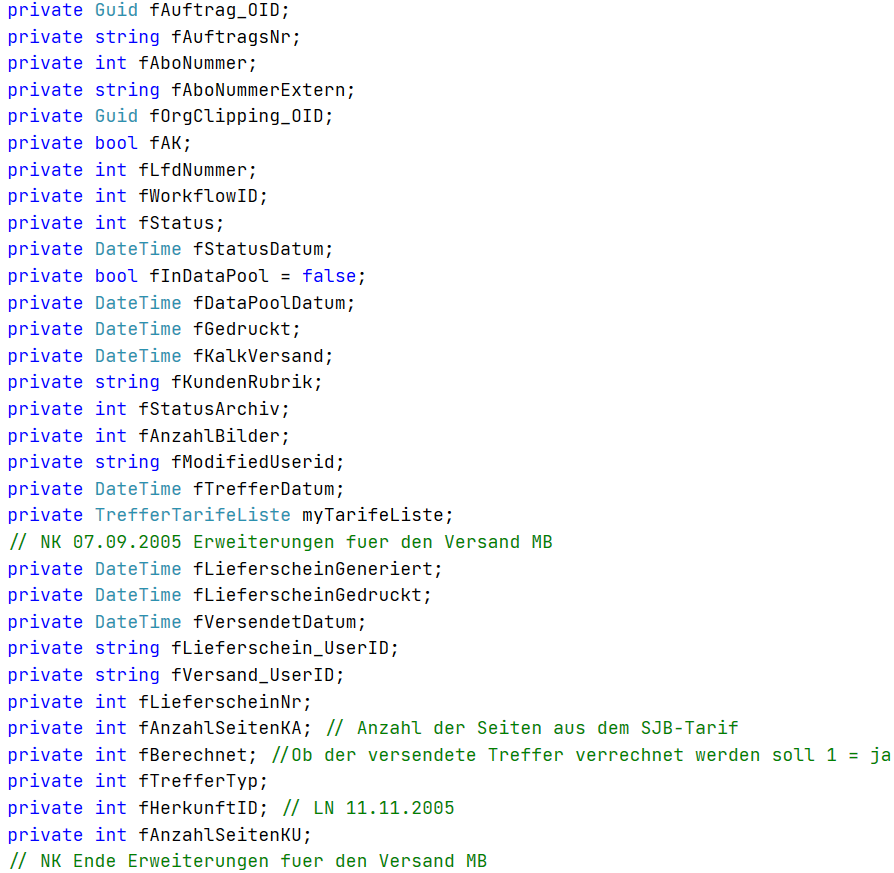 private Guid fAuftrag_OID;
private string fAuftragsNr;
private int fAboNummer;
private string fAboNummerExtern;
private Guid fOrgClipping_OID;
private bool fAK;
private int fLfdNummer;
private int fWorkflowID;
private int fStatus;
private DateTime fStatusDatum;
private bool fInDataPool = false;
private DateTime fDataPoolDatum;
private DateTime fGedruckt;
private DateTime fKalkVersand;
private string fKundenRubrik;
private int fStatusArchiv;
private int fAnzahlBilder;
private string fModifiedUserid;
private DateTime fTrefferDatum;
private TrefferTarifeListe myTarifeListe;
// NK 07.09.2005 Erweiterungen fuer den Versand MB
private DateTime fLieferscheinGeneriert;
private DateTime fLieferscheinGedruckt;
private DateTime fVersendetDatum;
private string fLieferschein_UserID;
private string fVersand_UserID;
private int fLieferscheinNr;
private int fAnzahlSeitenKA; // Anzahl der Seiten aus dem SJB-Tarif
private int fBerechnet; //Ob der versendete Treffer verrechnet werden soll 1 = ja
private int fTrefferTyp;
private int fHerkunftID; // LN 11.11.2005
private int fAnzahlSeitenKU;
// NK Ende Erweiterungen fuer den Versand MB